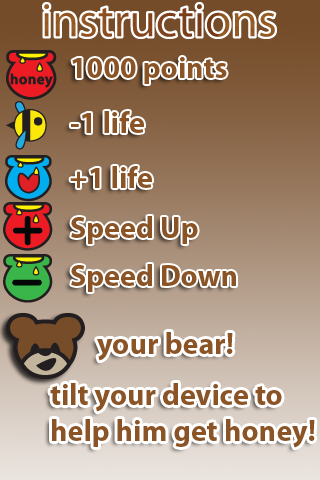 instructions
honey 1000 points
-1 life
+1 life
Speed Up
Speed Down
your bear!
tilt your device to
help him get honey!